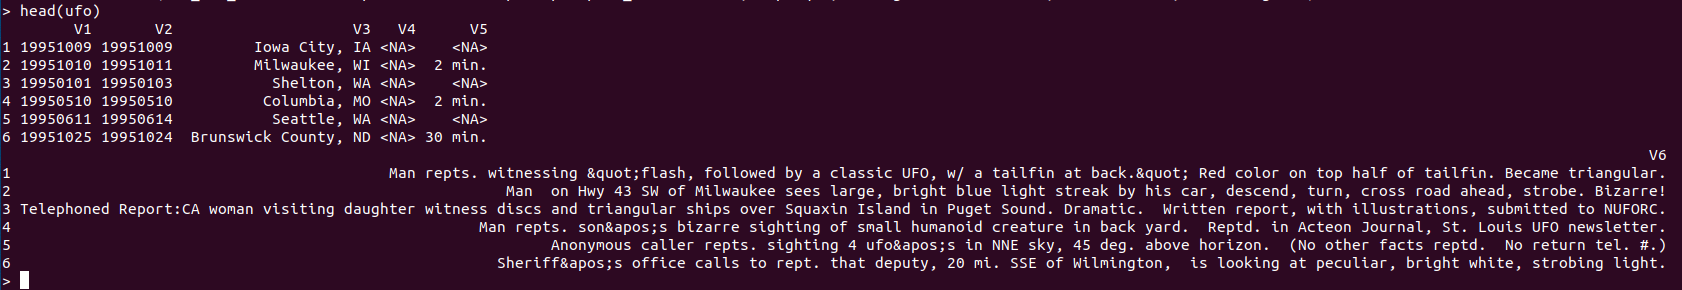 > head(ufo)
V1 V2 V3 V4 V5
1 19951009 19951009 Iowa City, IA <NA> <NA>
2 19951010 19951011 Milwaukee, WI <NA> 2 min.
3 19950101 19950103 Shelton, WA <NA> <NA>
4 19950510 19950510 Columbia, MO <NA> 2 min.
5 19950611 19950614 Seattle, WA <NA> <NA>
6 19951025 19951024 Brunswick County, ND <NA> 30 min.
V6
1 Man repts. witnessing &quot;flash, followed by a classic UFO, w/ a tailfin at back.&quot; Red color on top half of tailfin. Became triangular.
2 Man  on Hwy 43 SW of Milwaukee sees large, bright blue light streak by his car, descend, turn, cross road ahead, strobe. Bizarre!
3 Telephoned Report:CA woman visiting daughter witness discs and triangular ships over Squaxin Island in Puget Sound. Dramatic.  Written report, with illustrations, submitted to NUFORC.
4 Man repts. son&apos;s bizarre sighting of small humanoid creature in back yard.  Reptd. in Acteon Journal, St. Louis UFO newsletter.
5 Anonymous caller repts. sighting 4 ufo&apos;s in NNE sky, 45 deg. above horizon.  (No other facts reptd.  No return tel. #.)
6 Sheriff&apos;s office calls to rept. that deputy, 20 mi. SSE of Wilmington,  is looking at peculiar, bright white, strobing light.
>